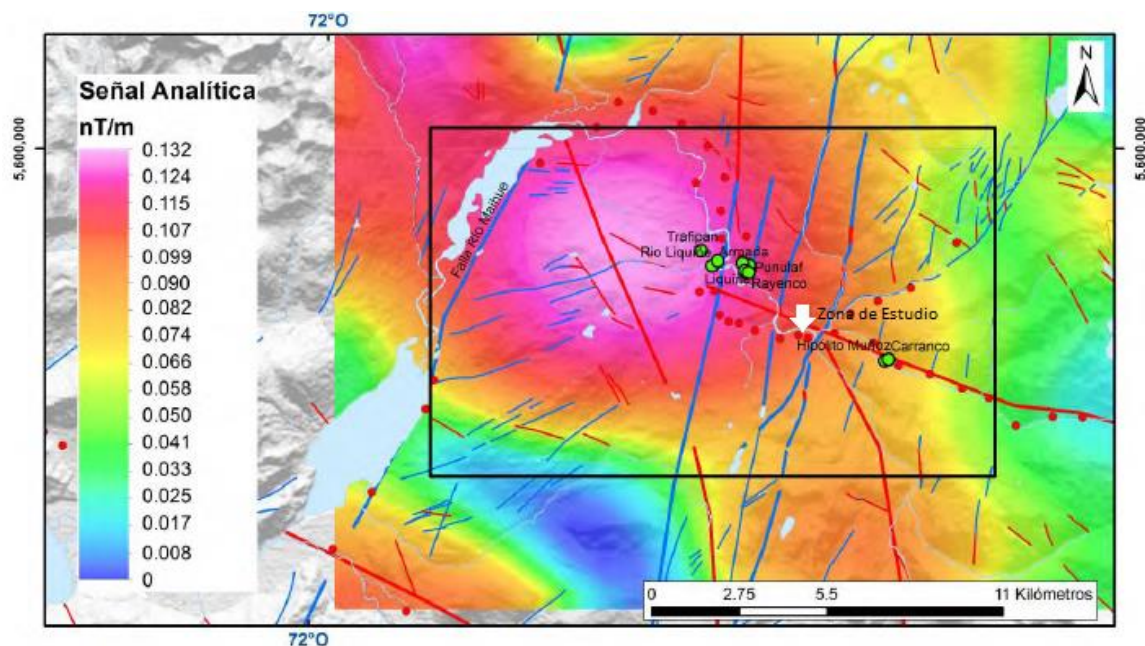 72°O
Señal Analítica
nT/m
0.132
0.124
0.115
0.107
0.099
0.090
0.082
0.074
0.066
0.060
0.050
0.041
0.033
0.025
0.017
0.008
0
5,600,000
N
5,600,000
Falla Río Maihue
Trafipan
Rio Liquiñe Armada
Liquiñe Punulaf
Rayenco
Zona de Estudio
Hipolito Muñoz Carranco
0 2.75 5.5 11 Kilómetros
72°O